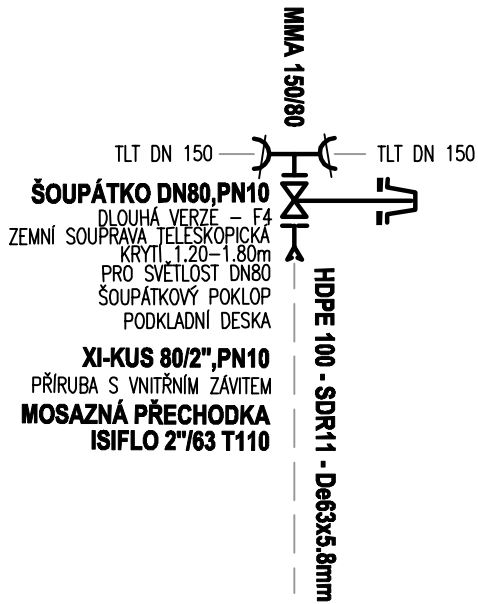 MMA 150/80
TLT DN 150
TLT DN 150
ŠOUPÁTKO DN80,PN10
DLOUHÁ VERZE – F4
ZEMNÍ SOUPRAVA TELESKOPICKÁ
KRYTÍ 1.20-1.80m
PRO SVĚTLOST DN80
ŠOUPÁTKOVÝ POKLOP
PODKLADNÍ DESKA
XI-KUS 80/2",PN10
PŘÍRUBA S VNITŘNÍM ZÁVITEM
MOSAZNÁ PŘECHODKA
ISIFLO 2"/63 T110
HDPE 100 - SDR11 - De63x5.8mm